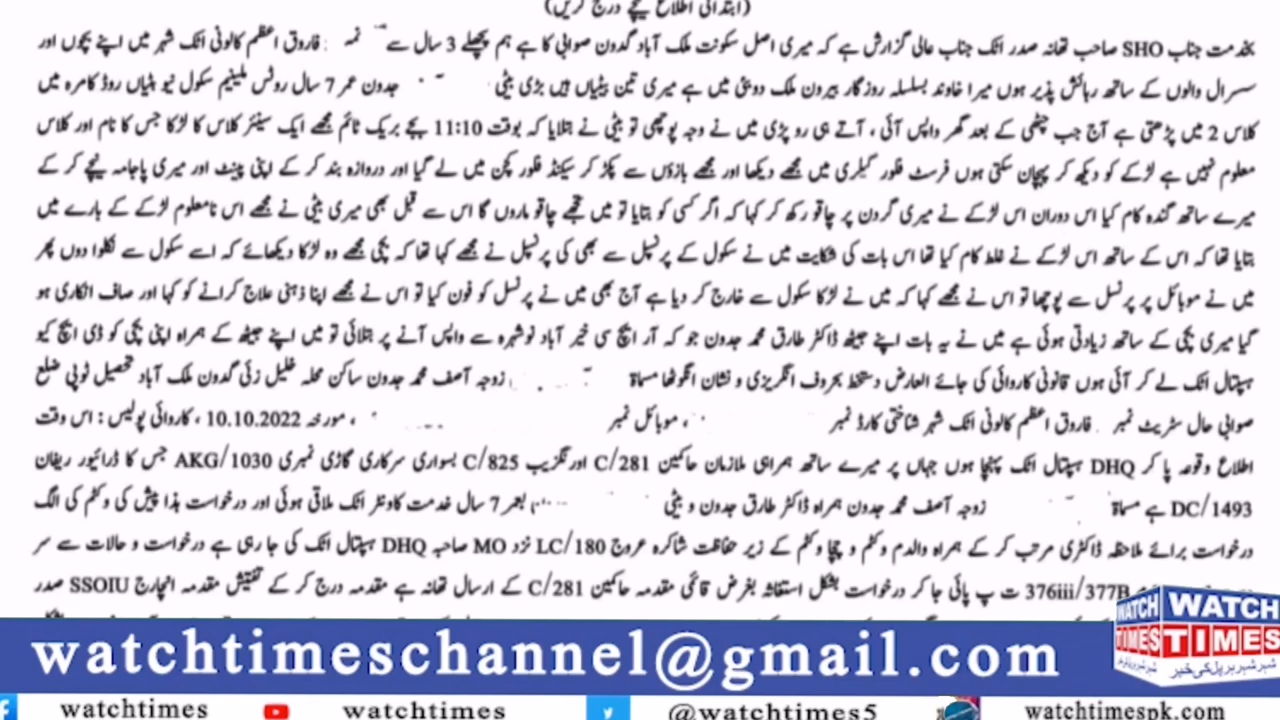 (ابتدائی اطلاع نیچے درج کریں)
بخدمت جناب SHO صاحب تھانہ صدر اٹک جناب عالی گزارش ہے کہ میری اصل سکونت ملک آباد گدون صوابی کا ہے ہم پچھلے 3 سال سے فاروق اعظم کالونی اٹک شہر میں اپنے بچوں اور
سسرال والوں کے ساتھ رہائش پذیر ہوں میرا خاوند بسلسلہ روزگار بیرون ملک دوبئی میں ہے میری تین بیٹیاں ہیں بڑی بیٹی جدون عمر 7 سال روٹس ملینیم سکول نیو ہٹیاں روڈ کامرہ میں
کلاس 2 میں پڑھتی ہے آج جب چھٹی کے بعد گھر واپس آئی، آتے ہی رو پڑی میں نے وجہ پوچھی تو بیٹی نے بتلایا کہ بوقت 11:10 بجے بریک ٹائم مجھے ایک سینئر کلاس کا لڑکا جس کا نام اور کلاس
معلوم نہیں ہے لڑکے کو دیکھ کر پہچان سکتی ہوں فرسٹ فلور گیلری میں مجھے دیکھا اور مجھے بازؤں سے پکڑ کر سیکنڈ فلور کچن میں لے گیا اور دروازہ بند کر کے اپنی پینٹ اور میری پاجامہ نیچے کر کے
میرے ساتھ گندہ کام کیا اس دوران اس لڑکے نے میری گردن پر چاقو رکھ کر کہا کہ اگر کسی کو بتایا تو میں تجھے چاقو ماروں گا اس سے قبل بھی میری بیٹی نے مجھے اس نامعلوم لڑکے کے بارے میں
بتایا تھا کہ اس کے ساتھ اس لڑکے نے غلط کام کیا تھا اس بات کی شکایت میں نے سکول کے پرنسپل سے بھی کی پرنسپل نے مجھے کہا تھا کہ بچی مجھے وہ لڑکا دیکھائے کہ اسے سکول سے نکلوا دوں پھر
میں نے موبائل پر پرنسل سے پوچھا تو اس نے مجھے کہا کہ میں نے لڑکا سکول سے خارج کر دیا ہے آج بھی میں نے پرنسل کو فون کیا تو اس نے مجھے اپنا ذہنی علاج کرانے کو کہا اور صاف انکاری ہو
گیا میری بچی کے ساتھ زیادتی ہوئی ہے میں نے یہ بات اپنے جیٹھ ڈاکٹر طارق محمد جدون جو کہ آر ایچ سی خیر آباد نوشہرہ سے واپس آنے پر بتلائی تو میں اپنے جیٹھ کے ہمراہ اپنی بچی کو ڈی ایچ کیو
ہسپتال اٹک لے کر آئی ہوں قانونی کاروائی کی جائے العارض دستخط بحروف انگریزی و نشان انگوٹھا مسماۃ زوجہ آصف محمد جدون ساکن محلہ خلیل زئی گدون ملک آباد تحصیل ٹوپی ضلع
صوابی حال سٹریٹ نمبر فاروق اعظم کالونی اٹک شہر شناختی کارڈ نمبر ، موبائل نمبر ، مورخہ 10.10.2022 ، کاروائی پولیس : اس وقت
اطلاع وقوعہ پا کر DHQ ہسپتال اٹک پہنچا ہوں جہاں پر میرے ساتھ ہمراہی ملازمان حاکمین 281/C اورنگزیب 825/C بسواری سرکاری گاڑی نمبری AKG/1030 جس کا ڈرائیور ریفان
1493/DC ہے مسماۃ زوجہ آصف محمد جدون ہمراہ ڈاکٹر طارق جدون و بیٹی بعمر 7 سال خدمت کاونٹر اٹک ملاقی ہوئی اور درخواست ہذا پیش کی وکٹم کی الگ
درخواست برائے ملاحظہ ڈاکٹری مرتب کر کے ہمراہ والدم وکٹم و چچا وکٹم کے زیر حفاظت شاکرہ عروج 180/LC نزد MO صاحبہ DHQ ہسپتال اٹک کی جا رہی ہے درخواست و حالات سے سر
376iii/377B ت پ پائی جا کر درخواست بشکل استغاثہ بغرض قائمی مقدمہ حاکمین 281/C کے ارسال تھانہ ہے مقدمہ درج کر کے تفتیش مقدمہ انچارج SSOIU صدر
WATCH TIMES
WATCH TIMES
watchtimeschannel@gmail.com
watchtimes
watchtimes
@watchtimes5
watchtimespk.com